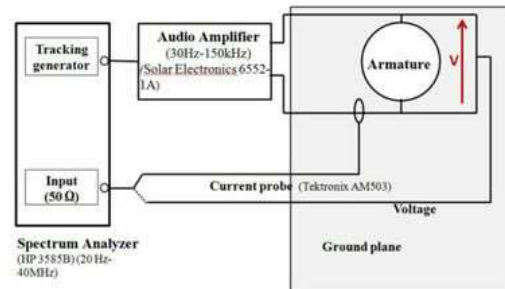 Tracking
generator
Audio Amplifier
(30Hz-150kHz)
/Solar Electronics 6552-
1A)
Armature
V
Input
(50 Ω)
Current probe (Tektronix AM503)
Voltage
Spectrum Analyzer
(HP 3585B) (20 Hz-
40MHz)
Ground plane